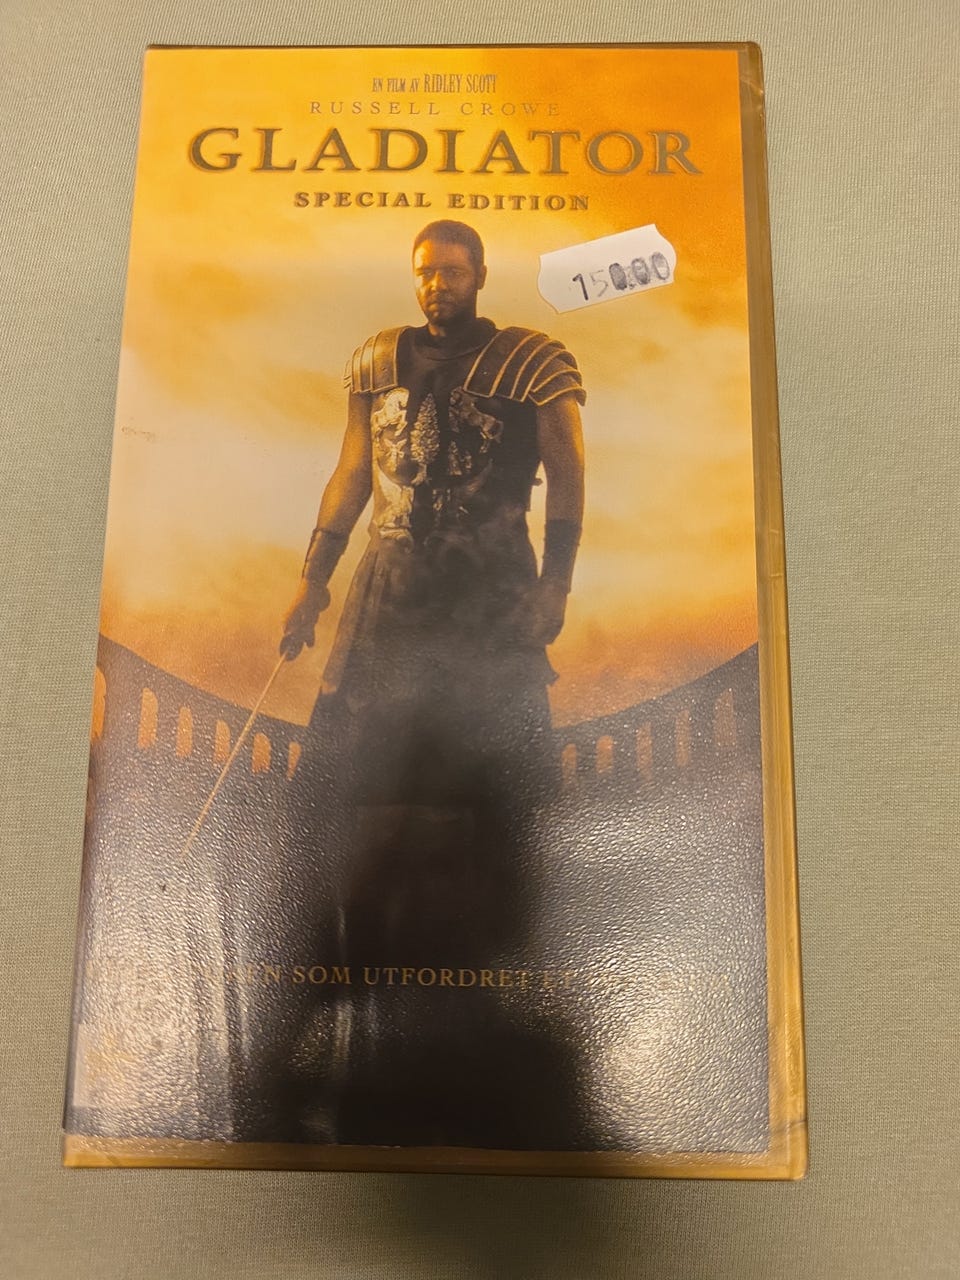 EN FILM AV RIDLEY SCOTT
RUSSELL CROWE
GLADIATOR
SPECIAL EDITION
150.00
SOM UTFORDRET